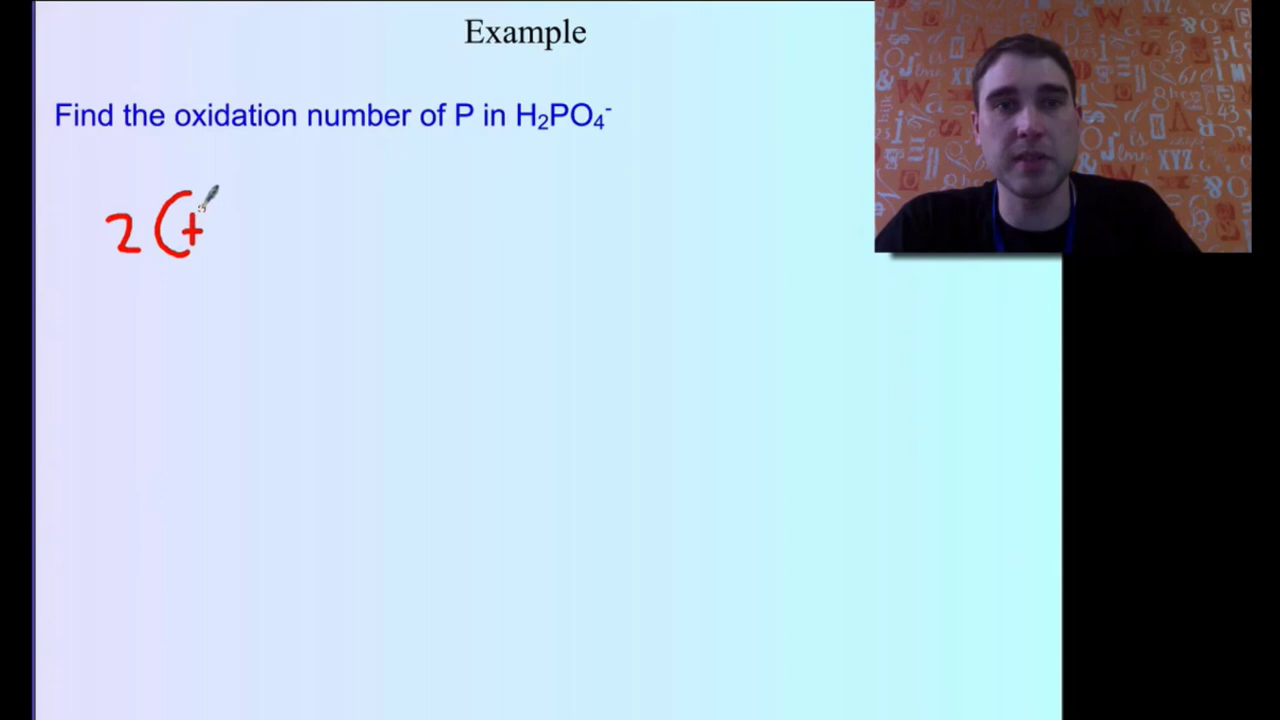 Example
Find the oxidation number of P in H₂PO₄⁻
2 (+